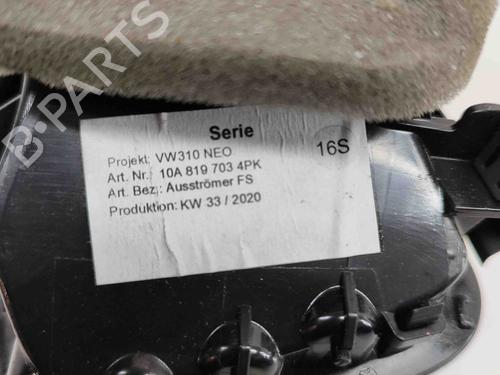 Serie
16S
Projekt: VW310 NEO
Art. Nr.: 10A 819 703 4PK
Art. Bez.: Ausströmer FS
Produktion: KW 33 / 2020
B-PARTS